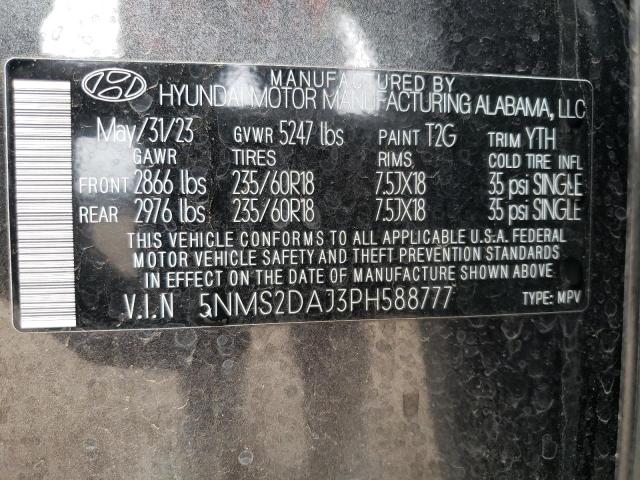 MANUFACTURED BY
HYUNDAI MOTOR MANUFACTURING ALABAMA, LLC
May/31/23 GVWR 5247 lbs PAINT T2G TRIM YTH
GAWR TIRES RIMS COLD TIRE INFL
FRONT 2866 lbs 235/60R18 7.5JX18 35 psi SINGLE
REAR 2976 lbs 235/60R18 7.5JX18 35 psi SINGLE
THIS VEHICLE CONFORMS TO ALL APPLICABLE U.S.A. FEDERAL
MOTOR VEHICLE SAFETY AND THEFT PREVENTION STANDARDS
IN EFFECT ON THE DATE OF MANUFACTURE SHOWN ABOVE.
V.I.N 5NMS2DAJ3PH588777 TYPE: MPV